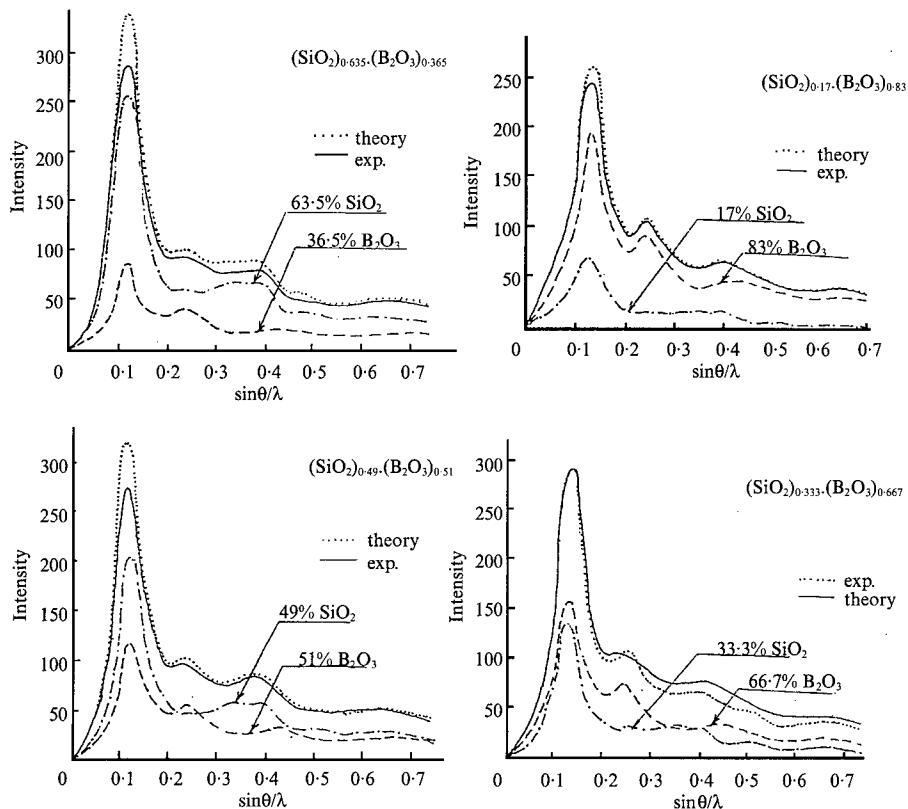 (SiO₂)₀·₆₃₅.(B₂O₃)₀·₃₆₅
theory
exp.
63·5% SiO₂
36·5% B₂O₃
Intensity
300
250
200
150
100
50
0 0·1 0·2 0·3 0·4 0·5 0·6 0·7
sinθ/λ
(SiO₂)₀·₁₇.(B₂O₃)₀·₈₃
theory
exp.
17% SiO₂
83% B₂O₃
Intensity
250
200
150
100
50
0
0 0·1 0·2 0·3 0·4 0·5 0·6 0·7
sinθ/λ
(SiO₂)₀·₄₉.(B₂O₃)₀·₅₁
theory
exp.
49% SiO₂
51% B₂O₃
Intensity
300
250
200
150
100
50
0 0·1 0·2 0·3 0·4 0·5 0·6 0·7
sinθ/λ
(SiO₂)₀·₃₃₃.(B₂O₃)₀·₆₆₇
exp.
theory
33·3% SiO₂
66·7% B₂O₃
Intensity
300
250
200
150
100
50
0 0·1 0·2 0·3 0·4 0·5 0·6 0·7
sinθ/λ